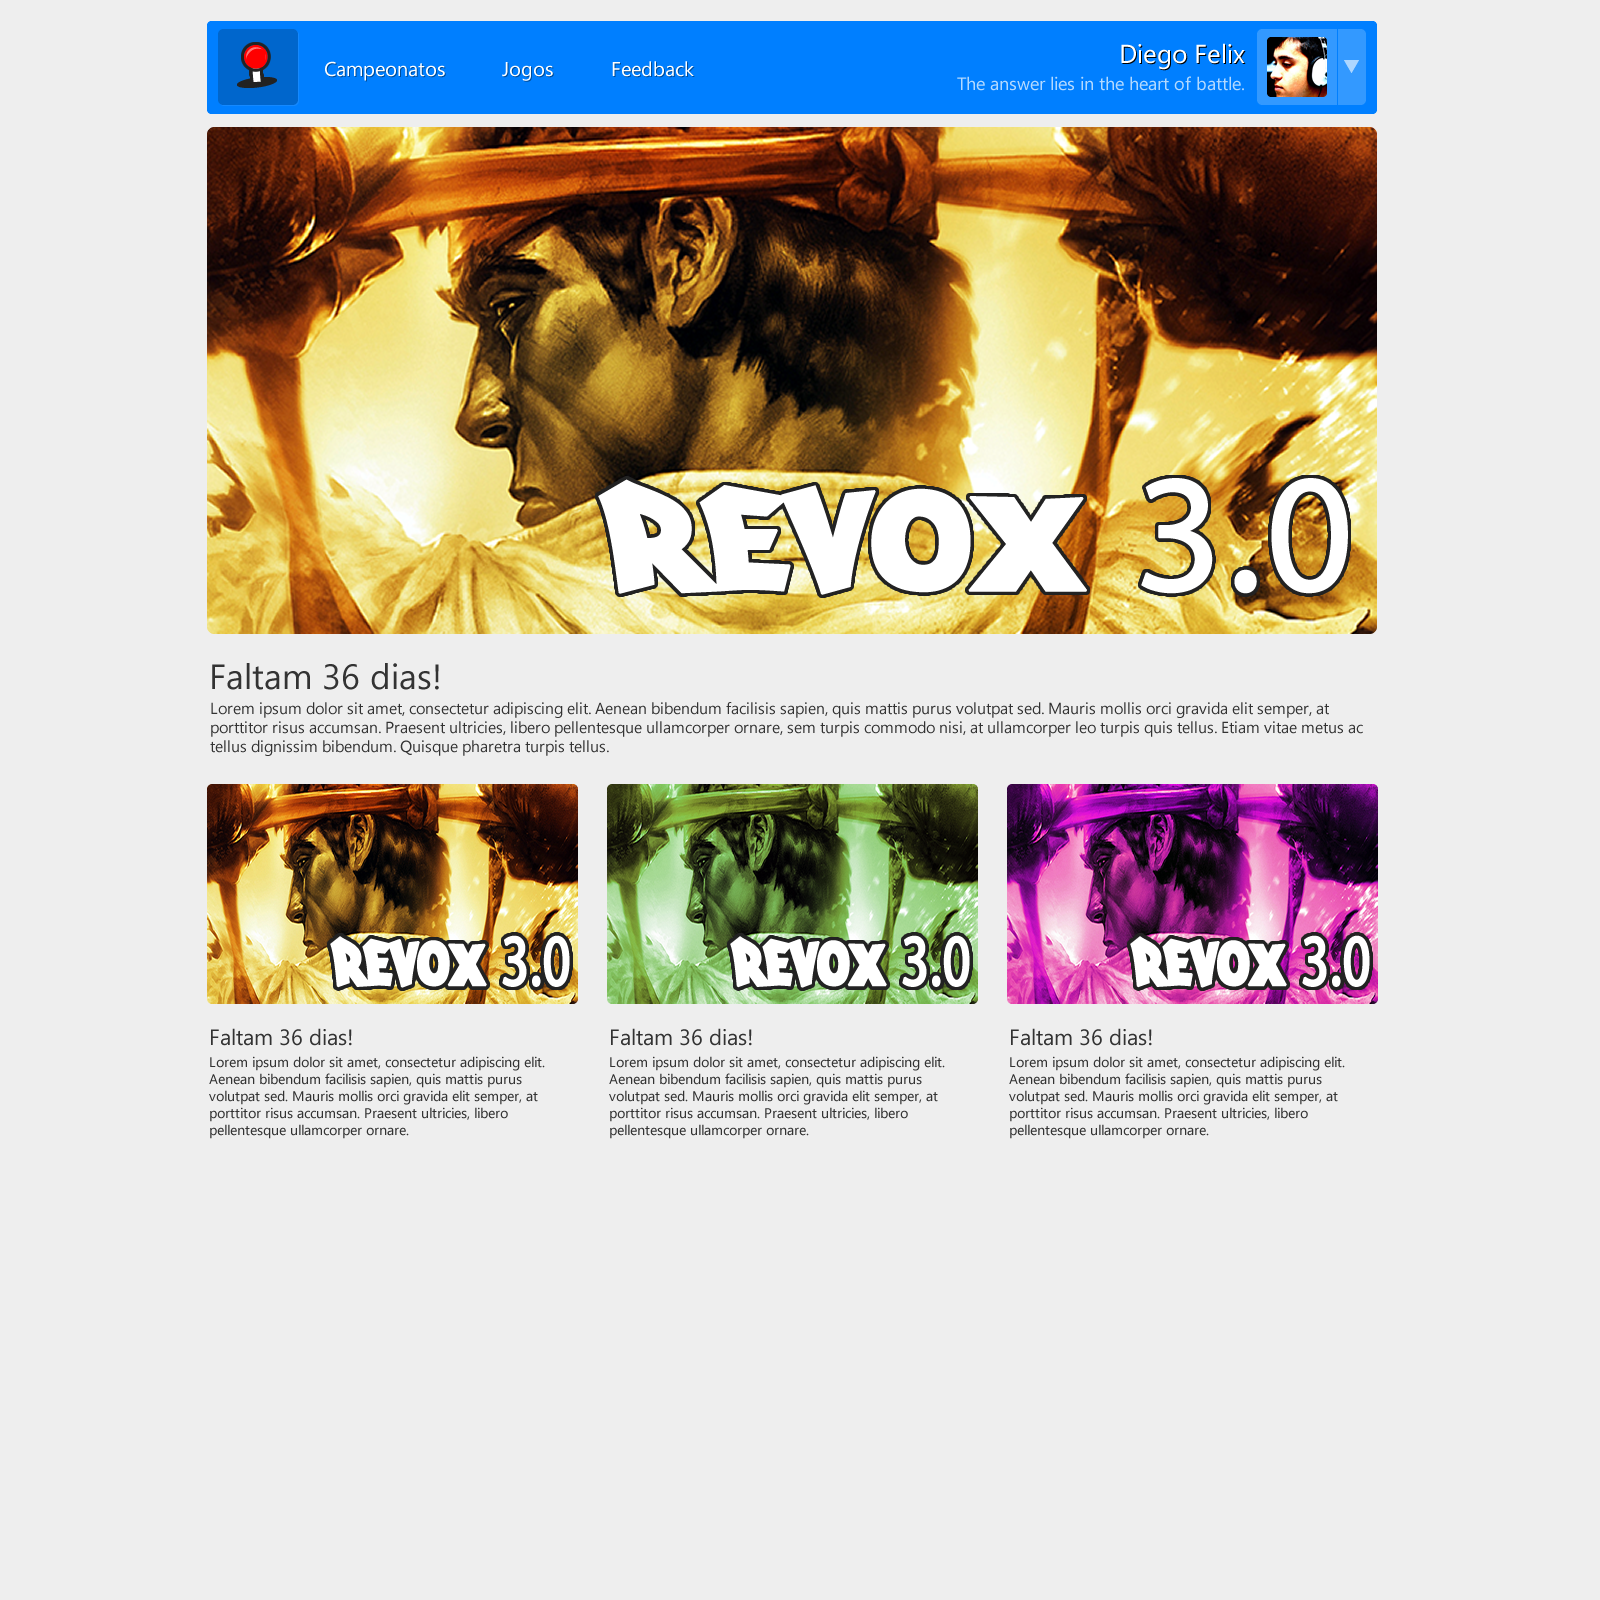 Campeonatos
Jogos
Feedback
Diego Felix
The answer lies in the heart of battle.
REVOX 3.0
Faltam 36 dias!
Lorem ipsum dolor sit amet, consectetur adipiscing elit. Aenean bibendum facilisis sapien, quis mattis purus volutpat sed. Mauris mollis orci gravida elit semper, at
porttitor risus accumsan. Praesent ultricies, libero pellentesque ullamcorper ornare, sem turpis commodo nisi, at ullamcorper leo turpis quis tellus. Etiam vitae metus ac
tellus dignissim bibendum. Quisque pharetra turpis tellus.
REVOX 3.0
Faltam 36 dias!
Lorem ipsum dolor sit amet, consectetur adipiscing elit.
Aenean bibendum facilisis sapien, quis mattis purus
volutpat sed. Mauris mollis orci gravida elit semper, at
porttitor risus accumsan. Praesent ultricies, libero
pellentesque ullamcorper ornare.
REVOX 3.0
Faltam 36 dias!
Lorem ipsum dolor sit amet, consectetur adipiscing elit.
Aenean bibendum facilisis sapien, quis mattis purus
volutpat sed. Mauris mollis orci gravida elit semper, at
porttitor risus accumsan. Praesent ultricies, libero
pellentesque ullamcorper ornare.
REVOX 3.0
Faltam 36 dias!
Lorem ipsum dolor sit amet, consectetur adipiscing elit.
Aenean bibendum facilisis sapien, quis mattis purus
volutpat sed. Mauris mollis orci gravida elit semper, at
porttitor risus accumsan. Praesent ultricies, libero
pellentesque ullamcorper ornare.